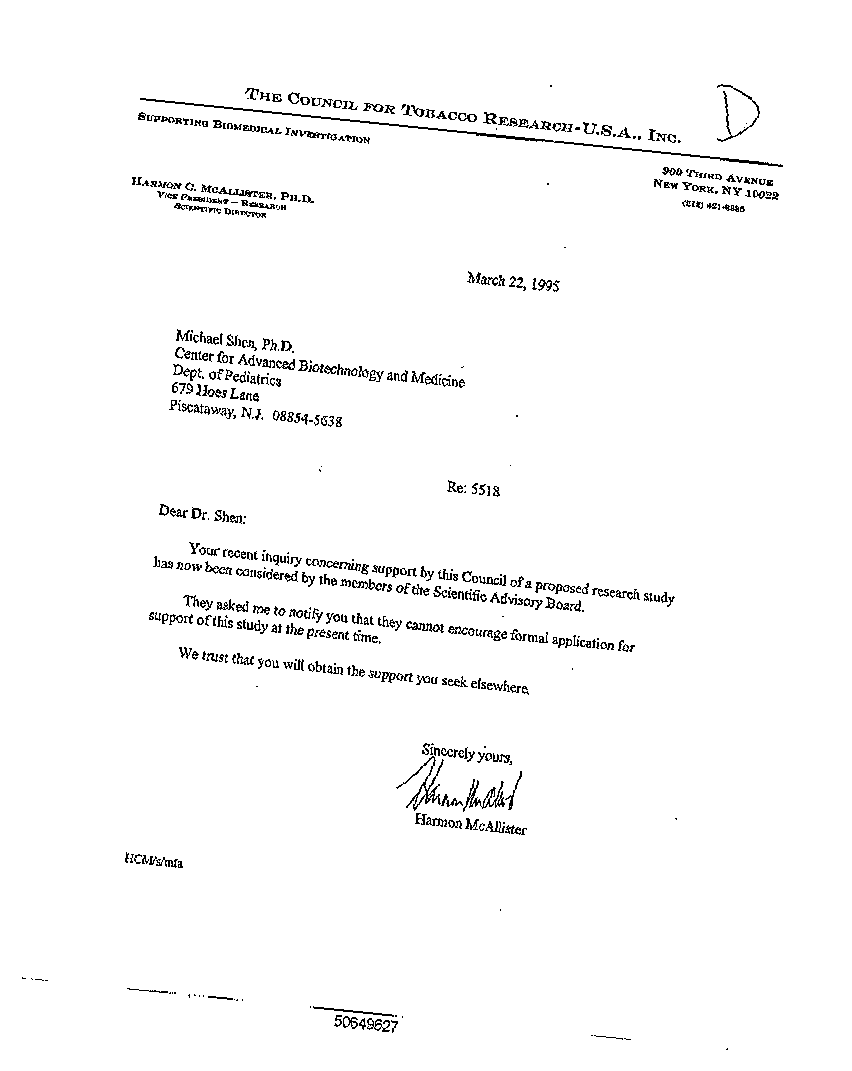 THE COUNCIL FOR TOBACCO RESEARCH-U.S.A., INC.
D
SUPPORTING BIOMEDICAL INVESTIGATION
900 THIRD AVENUE
NEW YORK, NY 10022
(212) 421-8885
HARMON C. MCALLISTER, PH.D.
VICE PRESIDENT – RESEARCH
SCIENTIFIC DIRECTOR
March 22, 1995
Michael Shen, Ph.D.
Center for Advanced Biotechnology and Medicine
Dept. of Pediatrics
679 Hoes Lane
Piscataway, N.J. 08854-5638
Re: 5518
Dear Dr. Shen:
Your recent inquiry concerning support by this Council of a proposed research study
has now been considered by the members of the Scientific Advisory Board.
They asked me to notify you that they cannot encourage formal application for
support of this study at the present time.
We trust that you will obtain the support you seek elsewhere.
Sincerely yours,
Harmon McAllister
Harmon McAllister
HCM/s/mfa
50649627